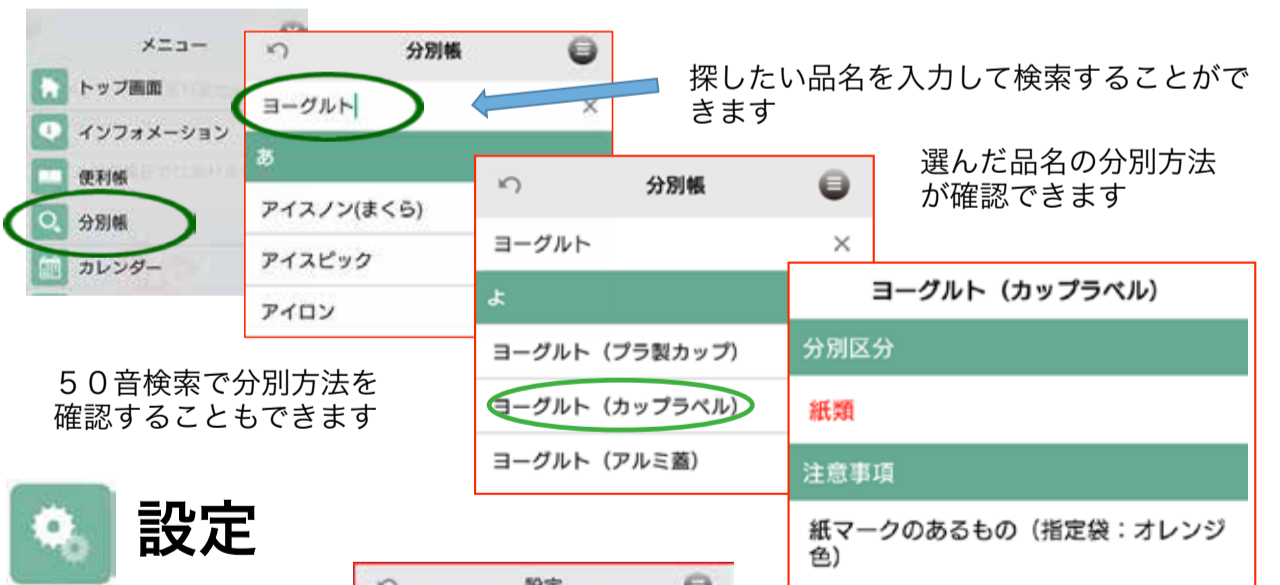 メニュー
トップ画面
インフォメーション
便利帳
分別帳
カレンダー
分別帳
ヨーグルト
×
あ
アイスノン(まくら)
アイスピック
アイロン
探したい品名を入力して検索することがで
きます
分別帳
ヨーグルト
×
よ
ヨーグルト（プラ製カップ）
ヨーグルト（カップラベル）
ヨーグルト（アルミ蓋）
選んだ品名の分別方法
が確認できます
ヨーグルト（カップラベル）
分別区分
紙類
注意事項
紙マークのあるもの（指定袋：オレンジ
色）
５０音検索で分別方法を
確認することもできます
設定
設定